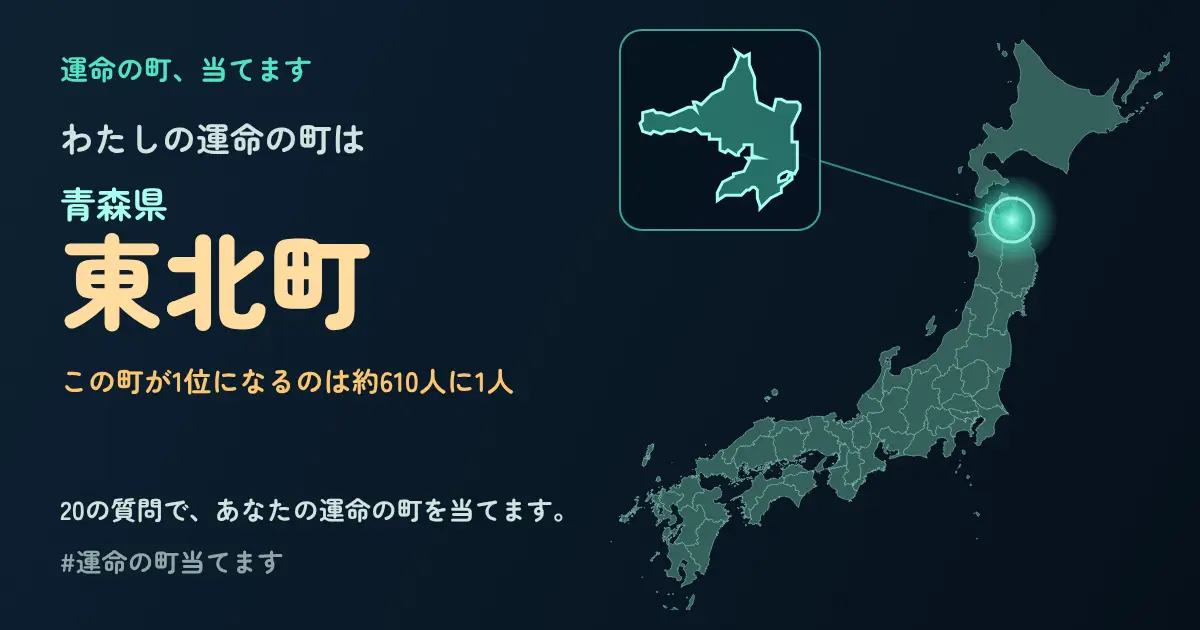 運命の町、当てます
わたしの運命の町は
青森県
東北町
この町が1位になるのは約610人に1人
20の質問で、あなたの運命の町を当てます。
#運命の町当てます